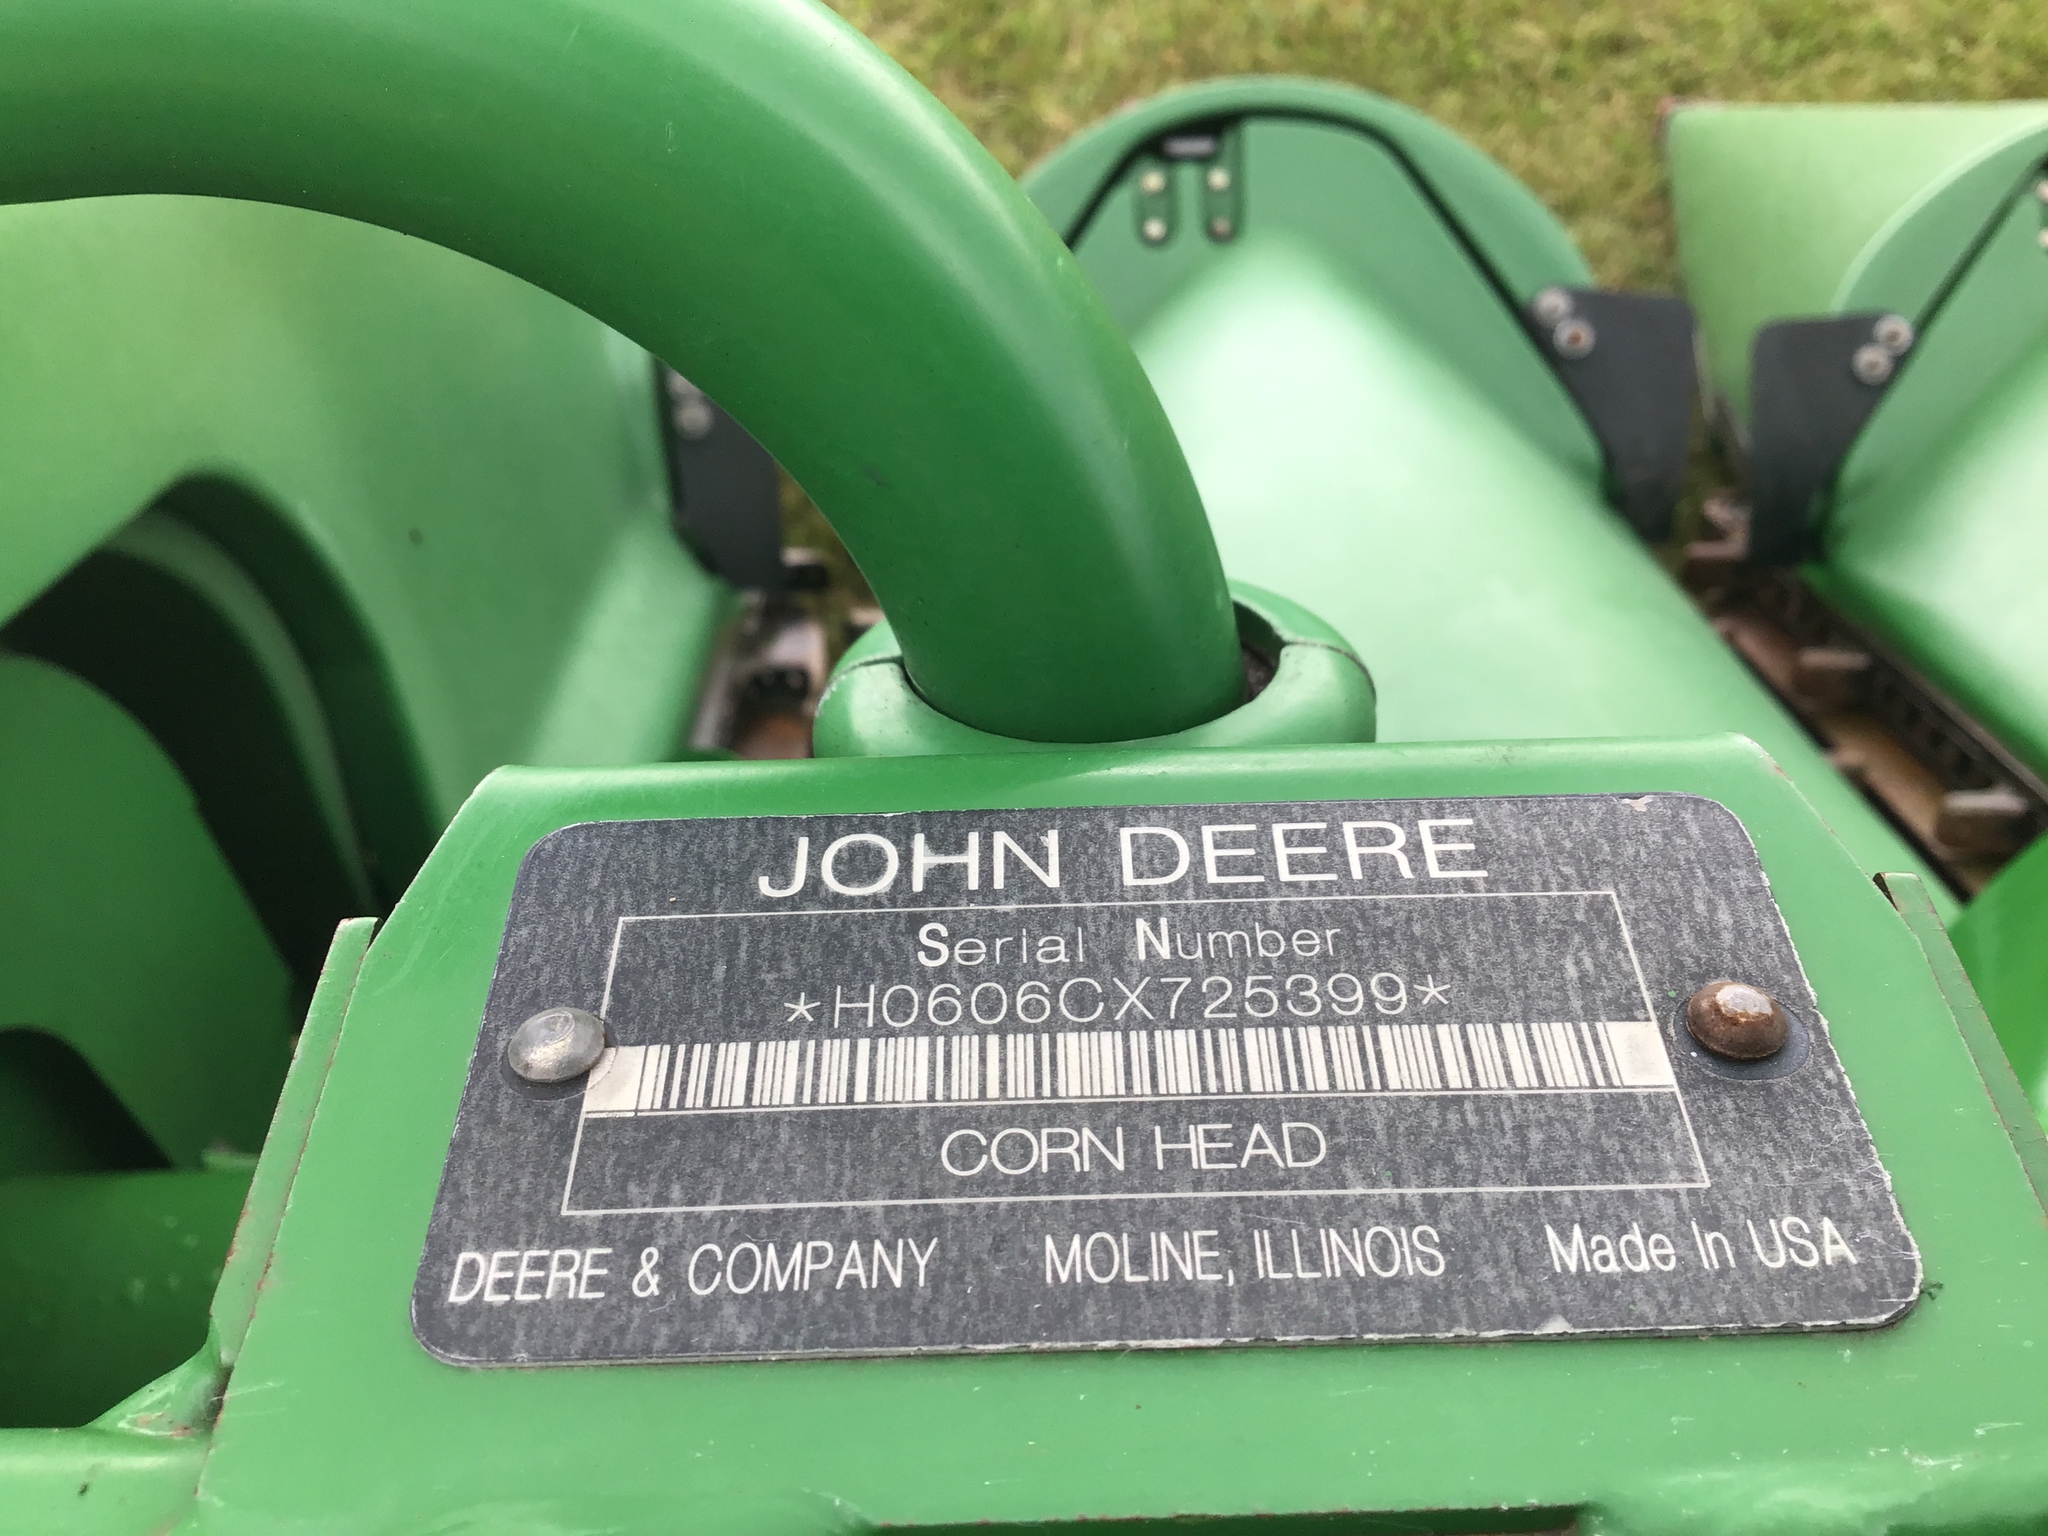 JOHN DEERE
Serial Number
*H0606CX725399*
CORN HEAD
DEERE & COMPANY MOLINE, ILLINOIS Made In USA